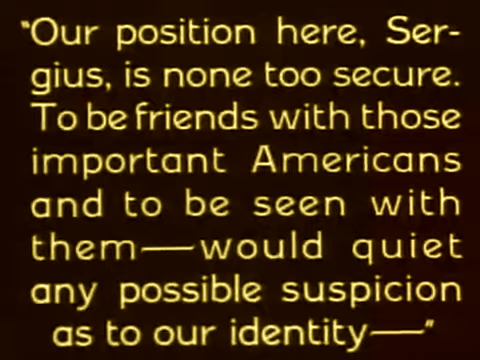 "Our position here, Ser-
gius, is none too secure.
To be friends with those
important Americans
and to be seen with
them—would quiet
any possible suspicion
as to our identity—"